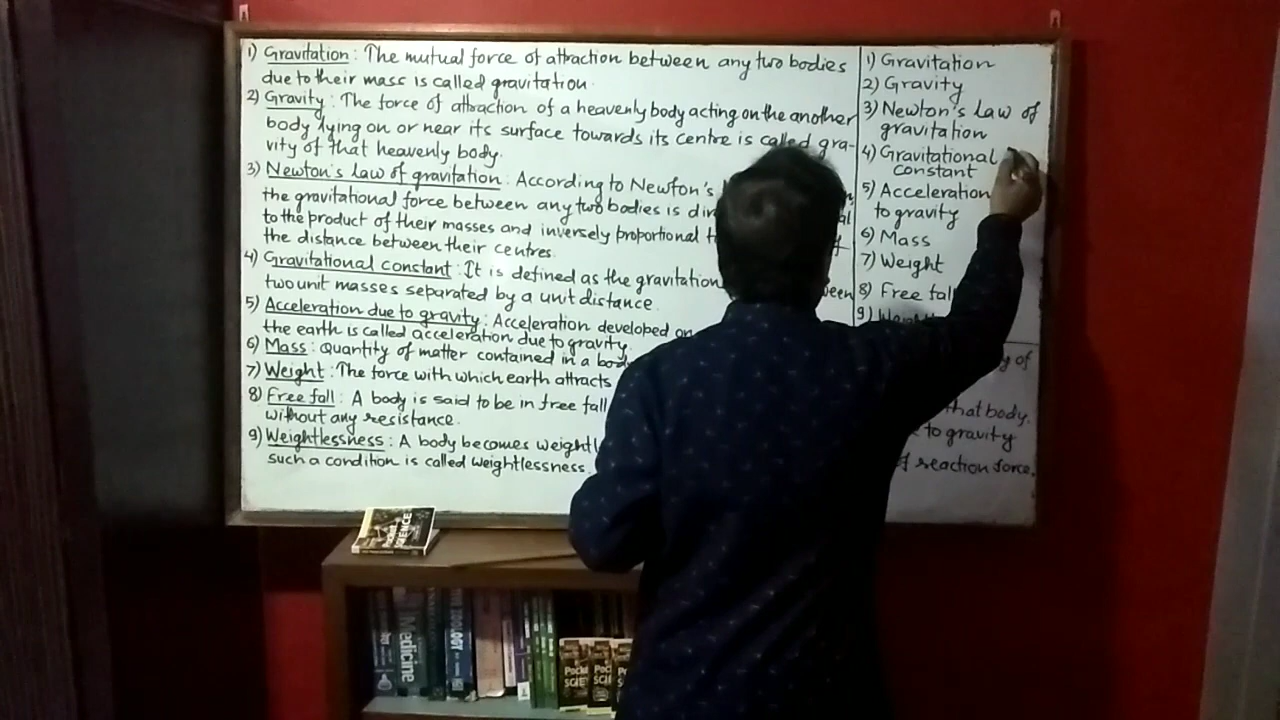 1) Gravitation : The mutual force of attraction between any two bodies
due to their mass is called gravitation.
2) Gravity : The force of attraction of a heavenly body acting on the another
body lying on or near its surface towards its centre is called gra-
vity of that heavenly body.
3) Newton's law of gravitation : According to Newton's
the gravitational force between any two bodies is
to the product of their masses and inversely proportional
the distance between their centres.
4) Gravitational constant : It is defined as the
two unit masses separated by a unit distance.
5) Acceleration due to gravity : Acceleration developed
the earth is called acceleration due to gravity.
6) Mass : Quantity of matter contained in a
7) Weight : The force with which earth attracts
8) Free fall : A body is said to be in free fall
without any resistance.
9) Weightlessness : A body becomes
such a condition is called weightlessness.
1) Gravitation
2) Gravity
3) Newton's law of
gravitation
4) Gravitational
constant
5) Acceleration
to gravity
6) Mass
7) Weight
8) Free fall
9)
of
that body.
to gravity
of reaction force.
Pocket
SCIENCE
Medicine
ZOOLOGY